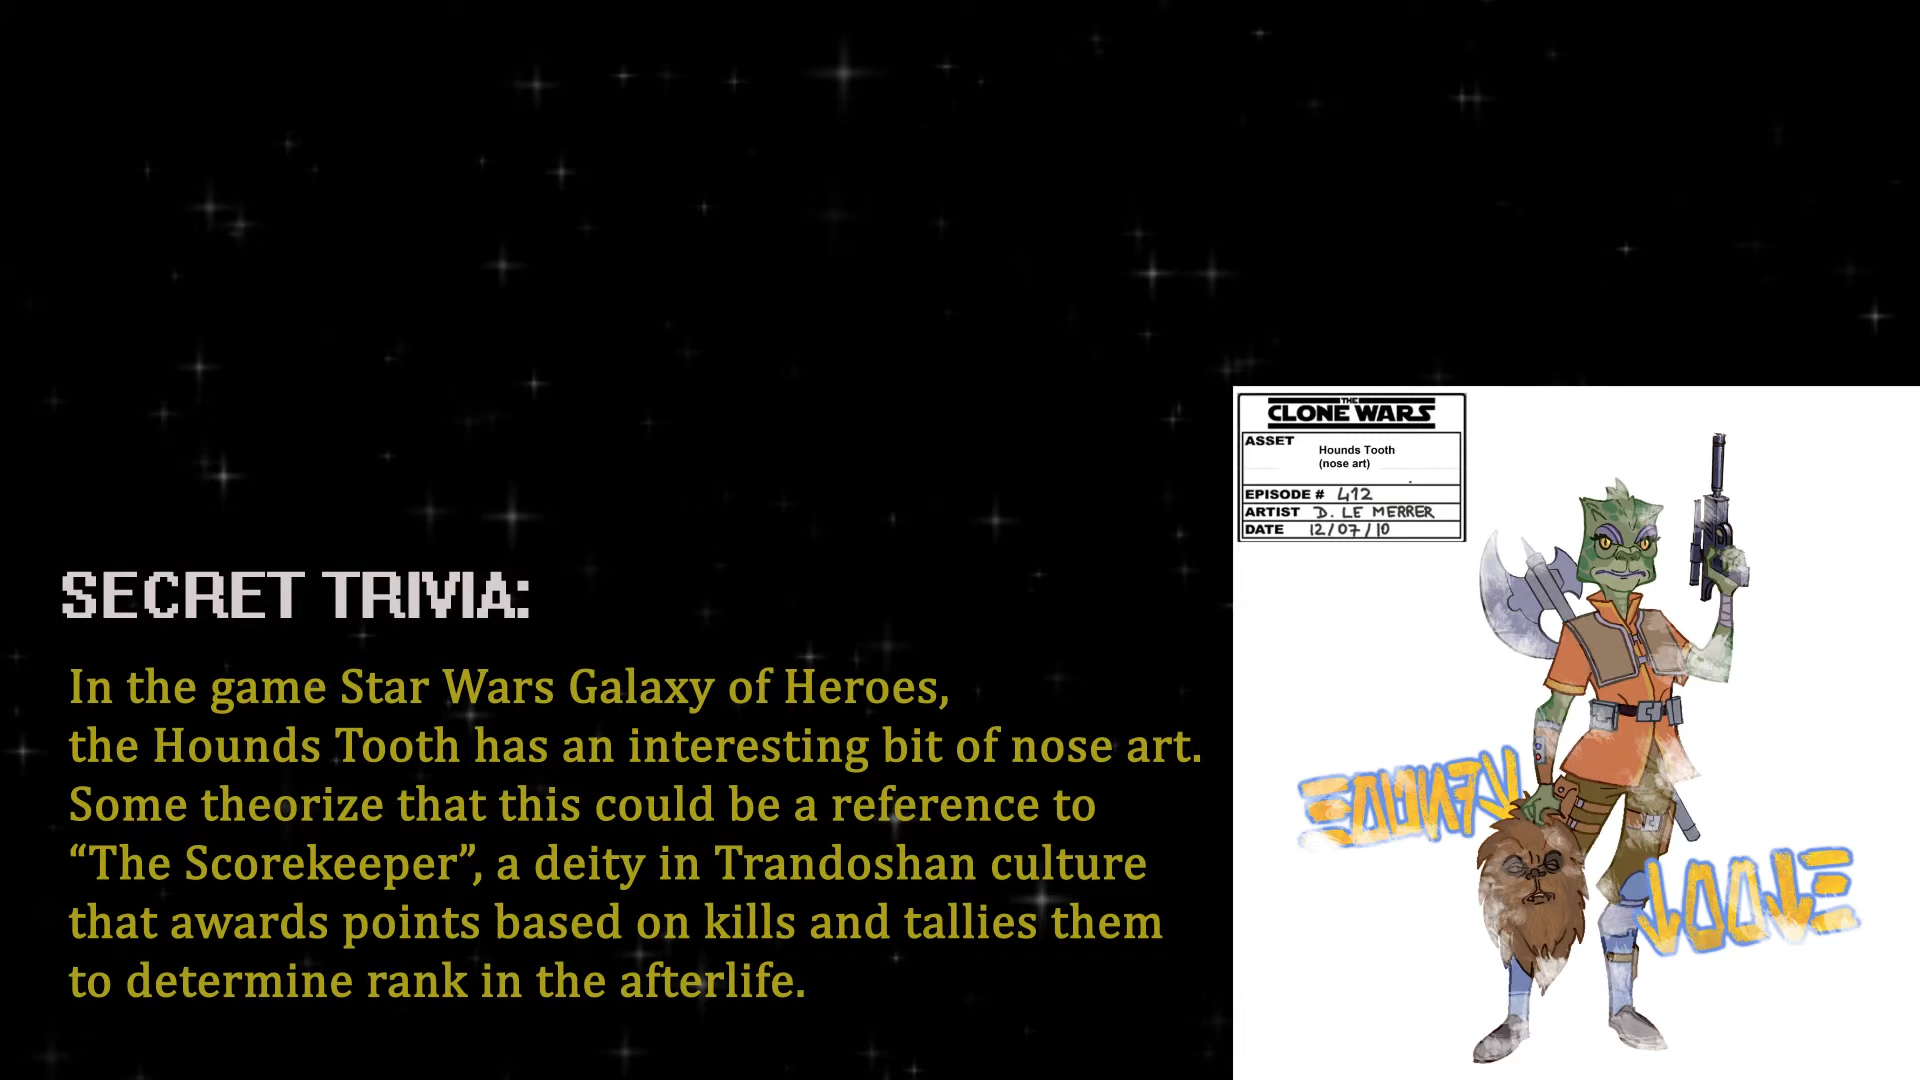 SECRET TRIVIA:
In the game Star Wars Galaxy of Heroes,
the Hounds Tooth has an interesting bit of nose art.
Some theorize that this could be a reference to
“The Scorekeeper”, a deity in Trandoshan culture
that awards points based on kills and tallies them
to determine rank in the afterlife.
THE
CLONE WARS
ASSET
Hounds Tooth
(nose art)
EPISODE # 412
ARTIST D. LE MERRER
DATE 12/07/10